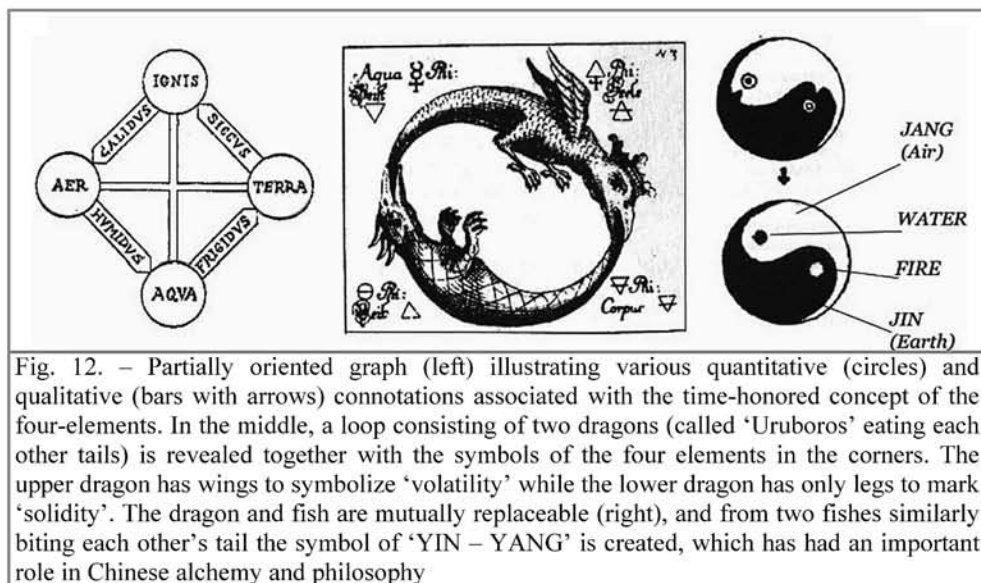 IGNIS
CALIDVS
SICCVS
AER
TERRA
HVMIDVS
FRIGIDVS
AQVA
N 3
Aqua ☿ Phi:
🜄
🜂 Phi:
🜁
🜔 Phi:
🜂
🜃 Phi:
Corpus 🜃
JANG
(Air)
WATER
FIRE
JIN
(Earth)
Fig. 12. – Partially oriented graph (left) illustrating various quantitative (circles) and
qualitative (bars with arrows) connotations associated with the time-honored concept of the
four-elements. In the middle, a loop consisting of two dragons (called ‘Uruboros’ eating each
other tails) is revealed together with the symbols of the four elements in the corners. The
upper dragon has wings to symbolize ‘volatility’ while the lower dragon has only legs to mark
‘solidity’. The dragon and fish are mutually replaceable (right), and from two fishes similarly
biting each other’s tail the symbol of ‘YIN – YANG’ is created, which has had an important
role in Chinese alchemy and philosophy